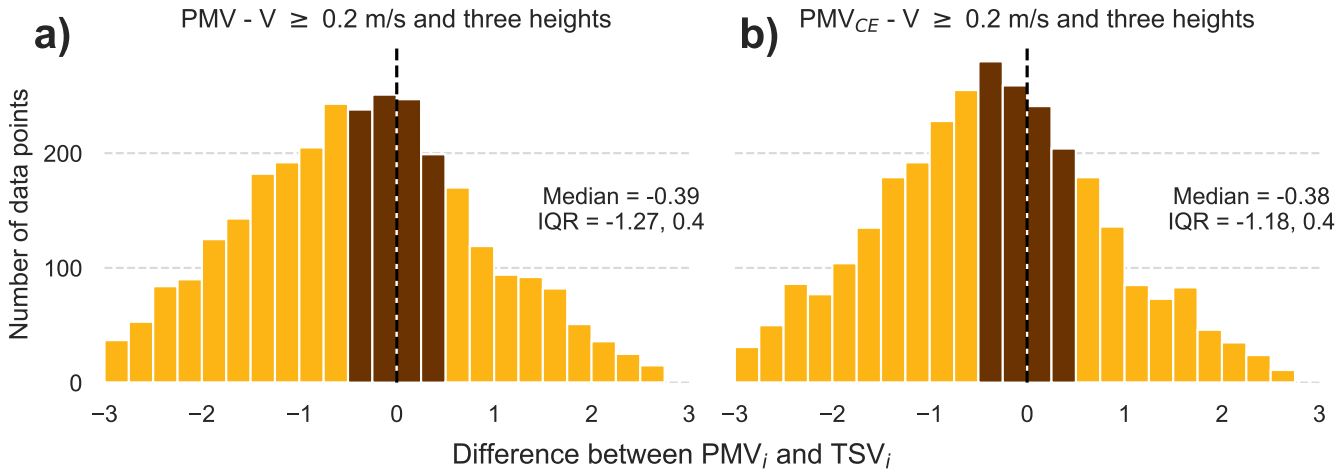 a)
PMV - V ≥ 0.2 m/s and three heights
b)
PMV_CE - V ≥ 0.2 m/s and three heights
Number of data points
200
100
0
Median = -0.39
IQR = -1.27, 0.4
Median = -0.38
IQR = -1.18, 0.4
−3 −2 −1 0 1 2 3
−3 −2 −1 0 1 2 3
Difference between PMV_i and TSV_i